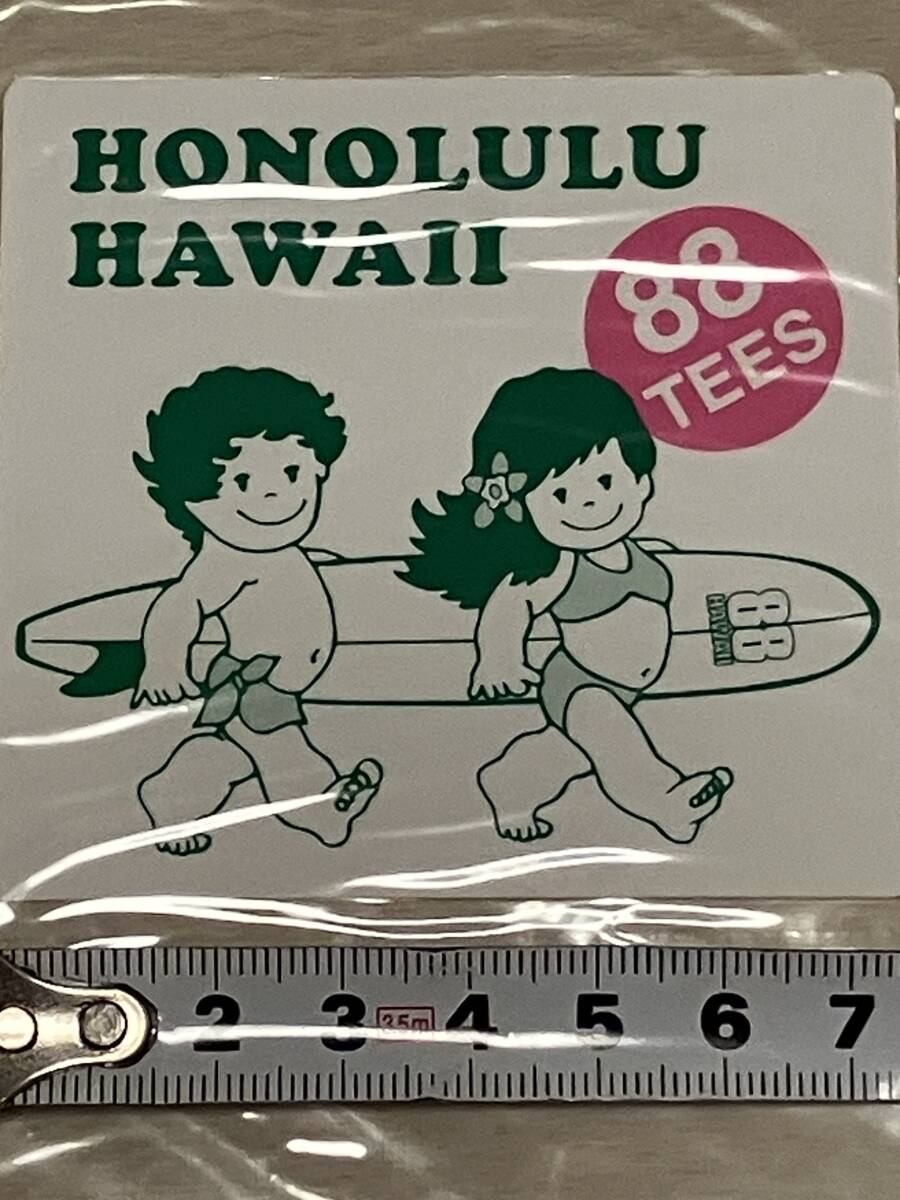 HONOLULU
HAWAII
88
TEES
88
HAWAII
2 3 3.5m 4 5 6 7